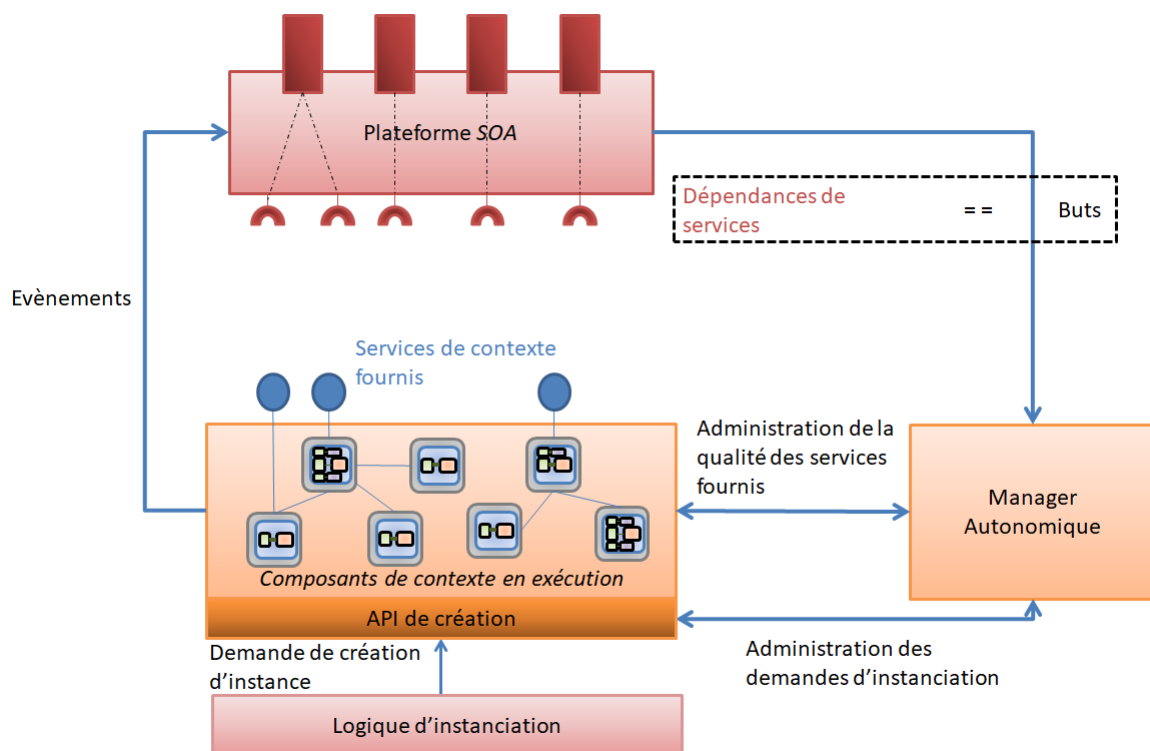 Plateforme SOA
Dépendances de
services
= =
Buts
Evènements
Services de contexte
fournis
Administration de la
qualité des services
fournis
Manager
Autonomique
Composants de contexte en exécution
API de création
Demande de création
d’instance
Administration des
demandes d’instanciation
Logique d’instanciation